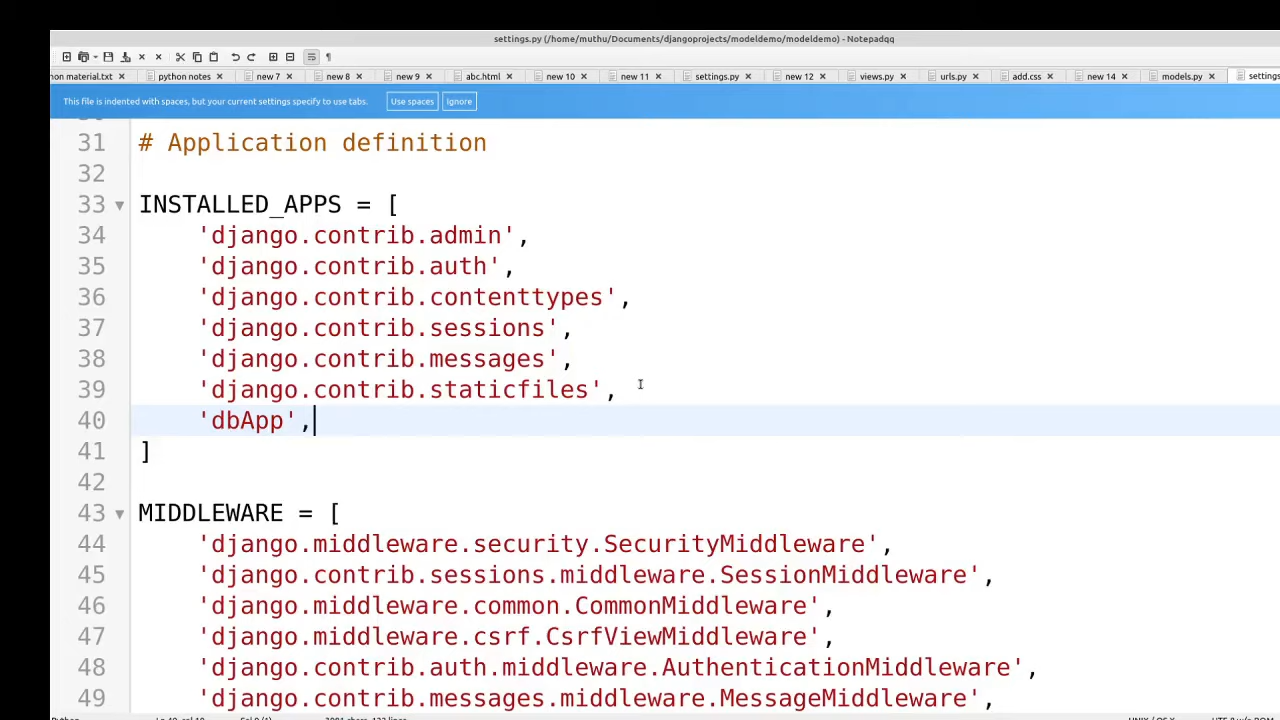 settings.py (/home/muthu/Documents/djangoprojects/modeldemo/modeldemo) - Notepadqq
non material.txt python notes new 7 new 8 new 9 abc.html new 10 new 11 settings.py new 12 views.py urls.py add.css new 14 models.py settings
This file is indented with spaces, but your current settings specify to use tabs. Use spaces Ignore
31 # Application definition
32
33 INSTALLED_APPS = [
34 'django.contrib.admin',
35 'django.contrib.auth',
36 'django.contrib.contenttypes',
37 'django.contrib.sessions',
38 'django.contrib.messages',
39 'django.contrib.staticfiles',
40 'dbApp',
41 ]
42
43 MIDDLEWARE = [
44 'django.middleware.security.SecurityMiddleware',
45 'django.contrib.sessions.middleware.SessionMiddleware',
46 'django.middleware.common.CommonMiddleware',
47 'django.middleware.csrf.CsrfViewMiddleware',
48 'django.contrib.auth.middleware.AuthenticationMiddleware',
49 'django.contrib.messages.middleware.MessageMiddleware',